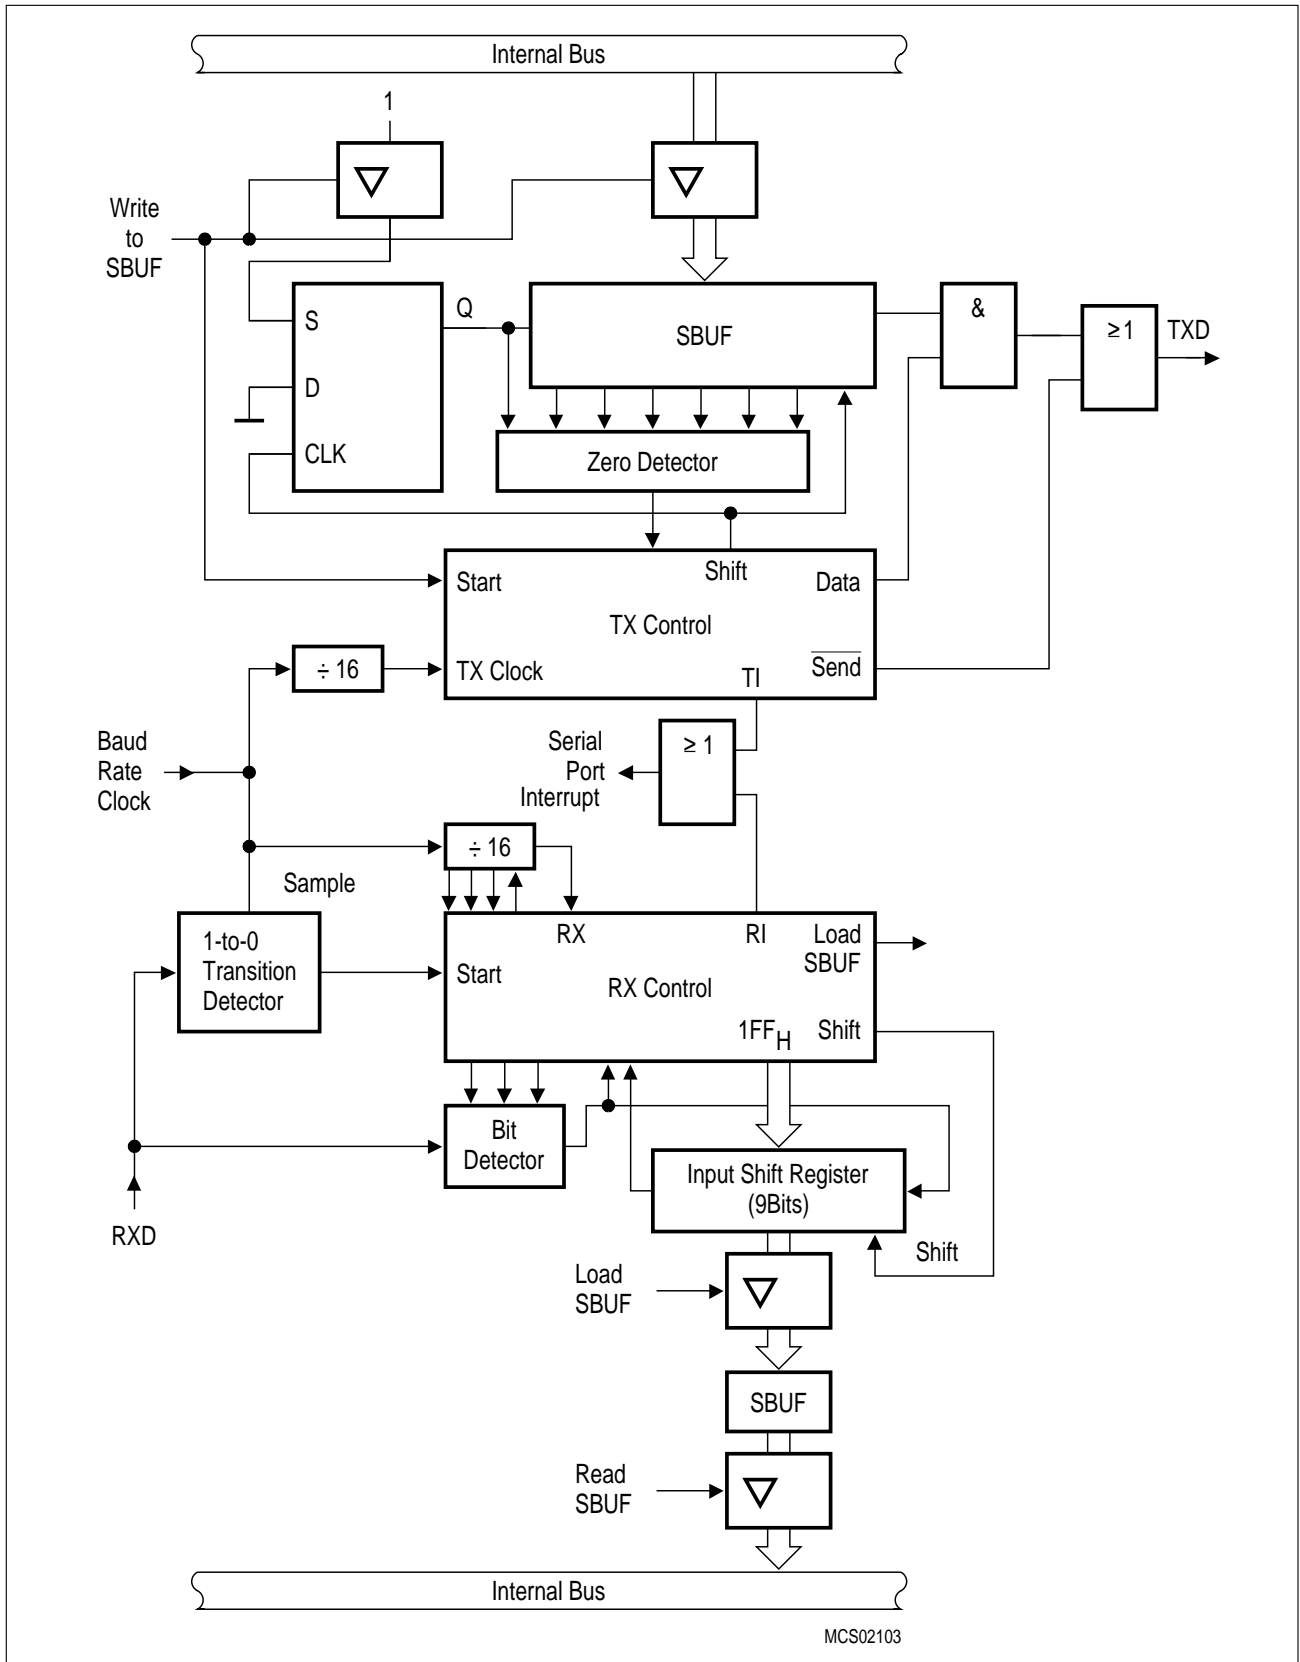 Internal Bus
1
Write
to
SBUF
S
D
CLK
Q
SBUF
&
≥ 1
TXD
Zero Detector
Start
Shift
Data
TX Control
÷ 16
TX Clock
TI
Send
Baud
Rate
Clock
Serial
Port
Interrupt
≥ 1
÷ 16
Sample
1-to-0
Transition
Detector
RX
RI
Load
SBUF
Start
RX Control
1FFH
Shift
Bit
Detector
Input Shift Register
(9Bits)
RXD
Shift
Load
SBUF
SBUF
Read
SBUF
Internal Bus
MCS02103